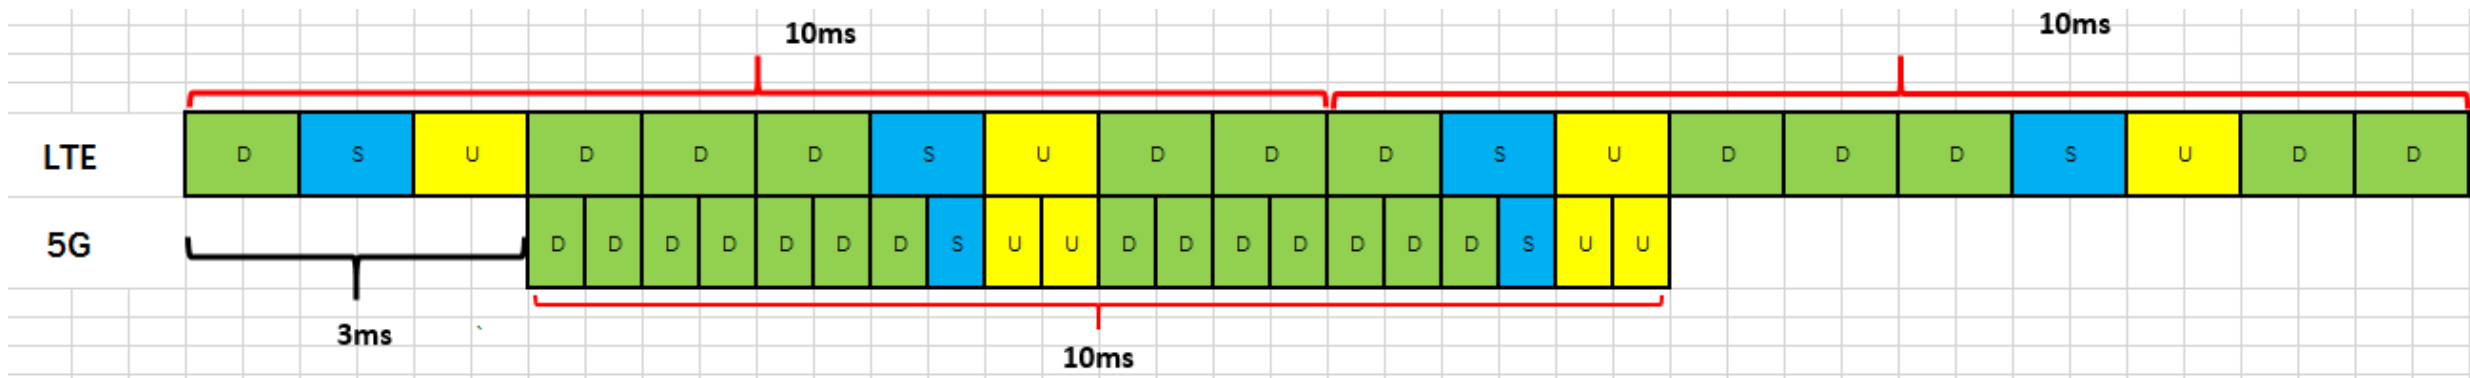 10ms 10ms
LTE D S U D D D S U D D D S U D D D S U D D
5G D D D D D D D S U U D D D D D D D S U U
3ms
10ms